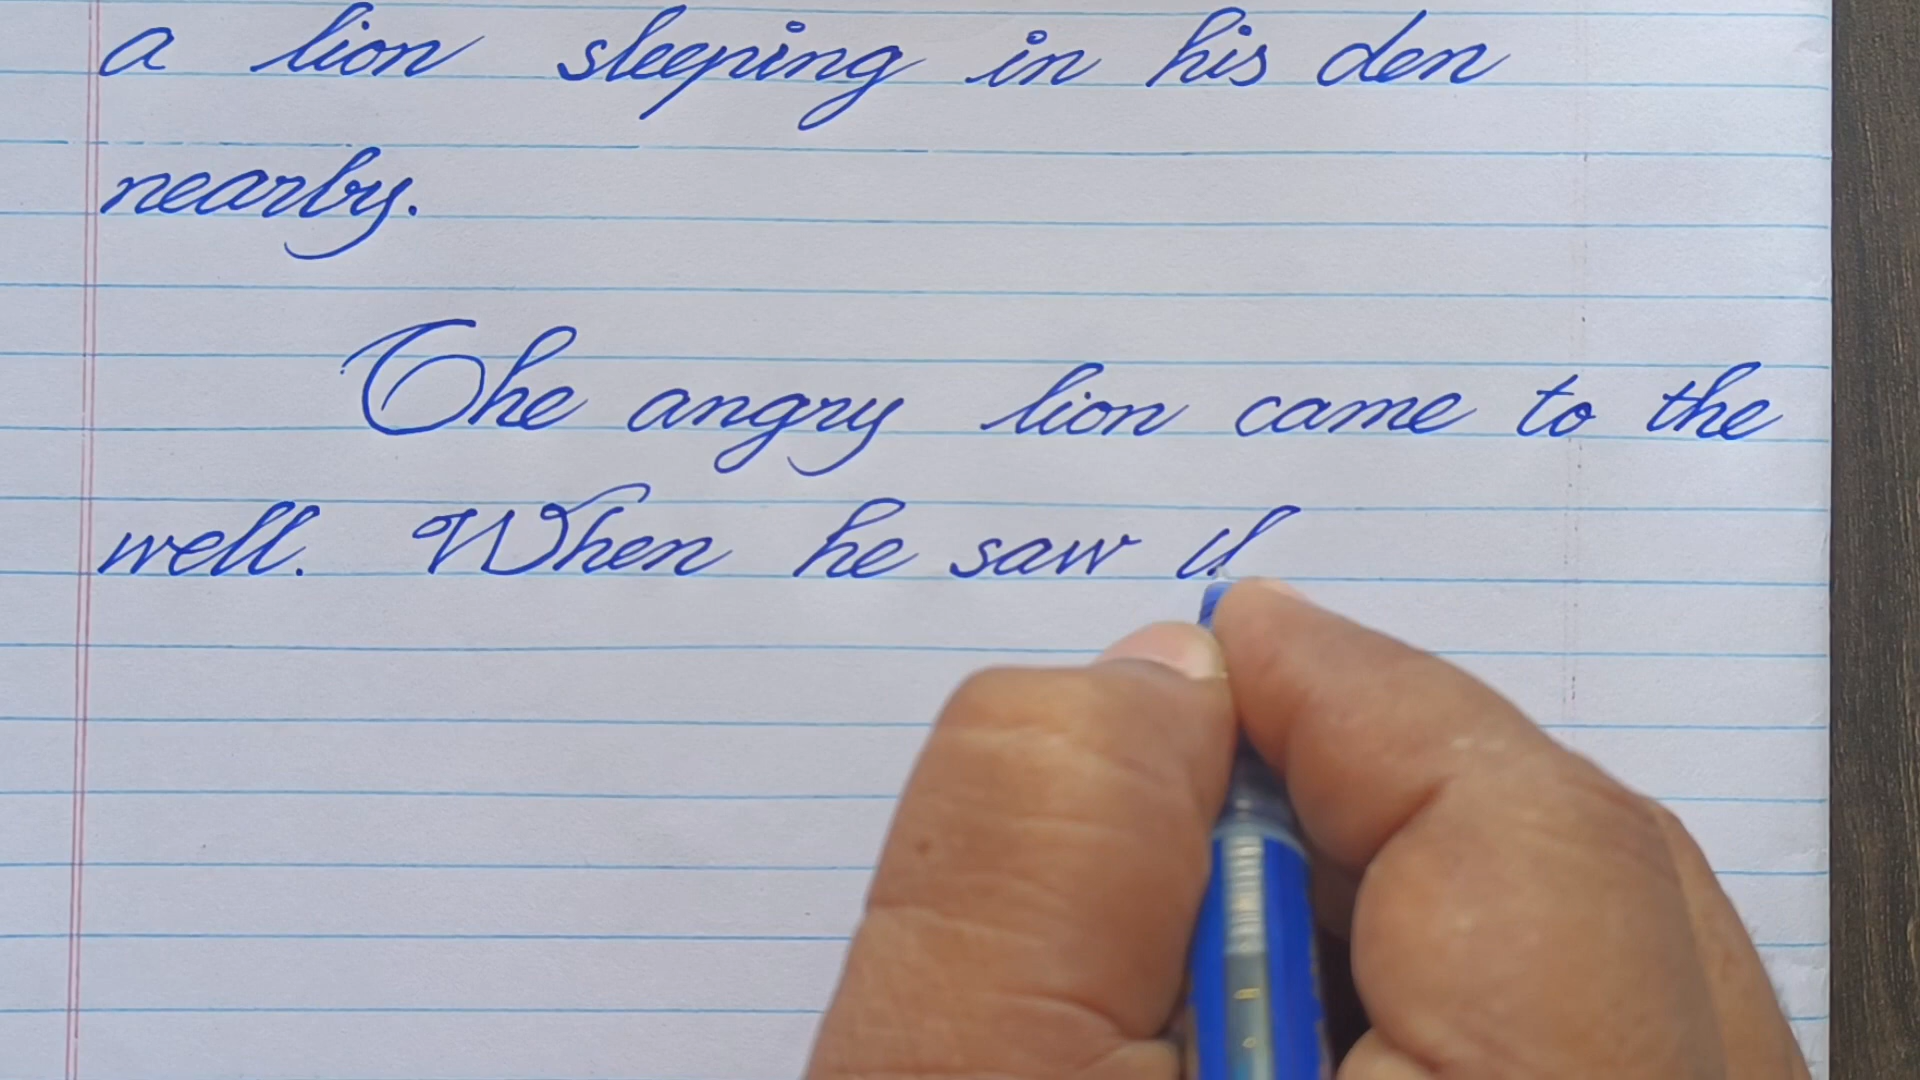 a lion sleeping in his den
nearby.
The angry lion came to the
well. When he saw